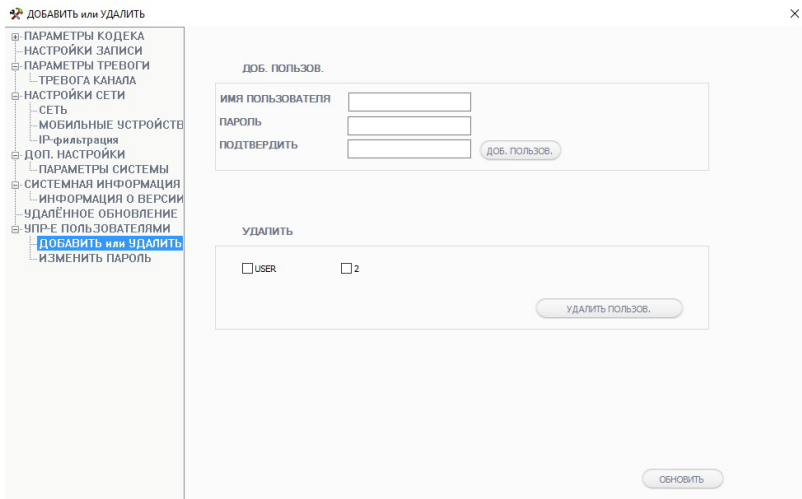 ДОБАВИТЬ или УДАЛИТЬ
ПАРАМЕТРЫ КОДЕКА
НАСТРОЙКИ ЗАПИСИ
ПАРАМЕТРЫ ТРЕВОГИ
ТРЕВОГА КАНАЛА
НАСТРОЙКИ СЕТИ
СЕТЬ
МОБИЛЬНЫЕ УСТРОЙСТВ
IP-фильтрация
ДОП. НАСТРОЙКИ
ПАРАМЕТРЫ СИСТЕМЫ
СИСТЕМНАЯ ИНФОРМАЦИЯ
ИНФОРМАЦИЯ О ВЕРСИИ
УДАЛЁННОЕ ОБНОВЛЕНИЕ
УПР-Е ПОЛЬЗОВАТЕЛЯМИ
ДОБАВИТЬ или УДАЛИТЬ
ИЗМЕНИТЬ ПАРОЛЬ
ДОБ. ПОЛЬЗОВ.
ИМЯ ПОЛЬЗОВАТЕЛЯ
ПАРОЛЬ
ПОДТВЕРДИТЬ
ДОБ. ПОЛЬЗОВ.
УДАЛИТЬ
USER 2
УДАЛИТЬ ПОЛЬЗОВ.
ОБНОВИТЬ